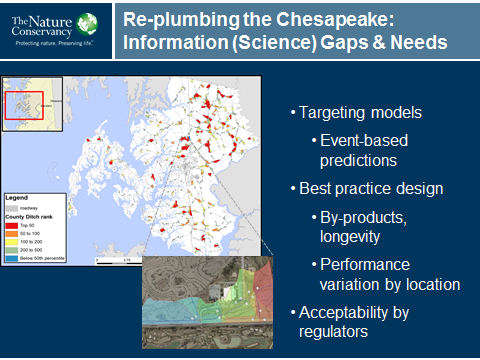 The Nature
Conservancy
Protecting nature. Preserving life.
Re-plumbing the Chesapeake:
Information (Science) Gaps & Needs
• Targeting models
• Event-based
predictions
• Best practice design
• By-products,
longevity
• Performance
variation by location
• Acceptability by
regulators
Legend
roadway
County Ditch rank
Top 50
50 to 100
100 to 200
200 to 500
Below 50th percentile